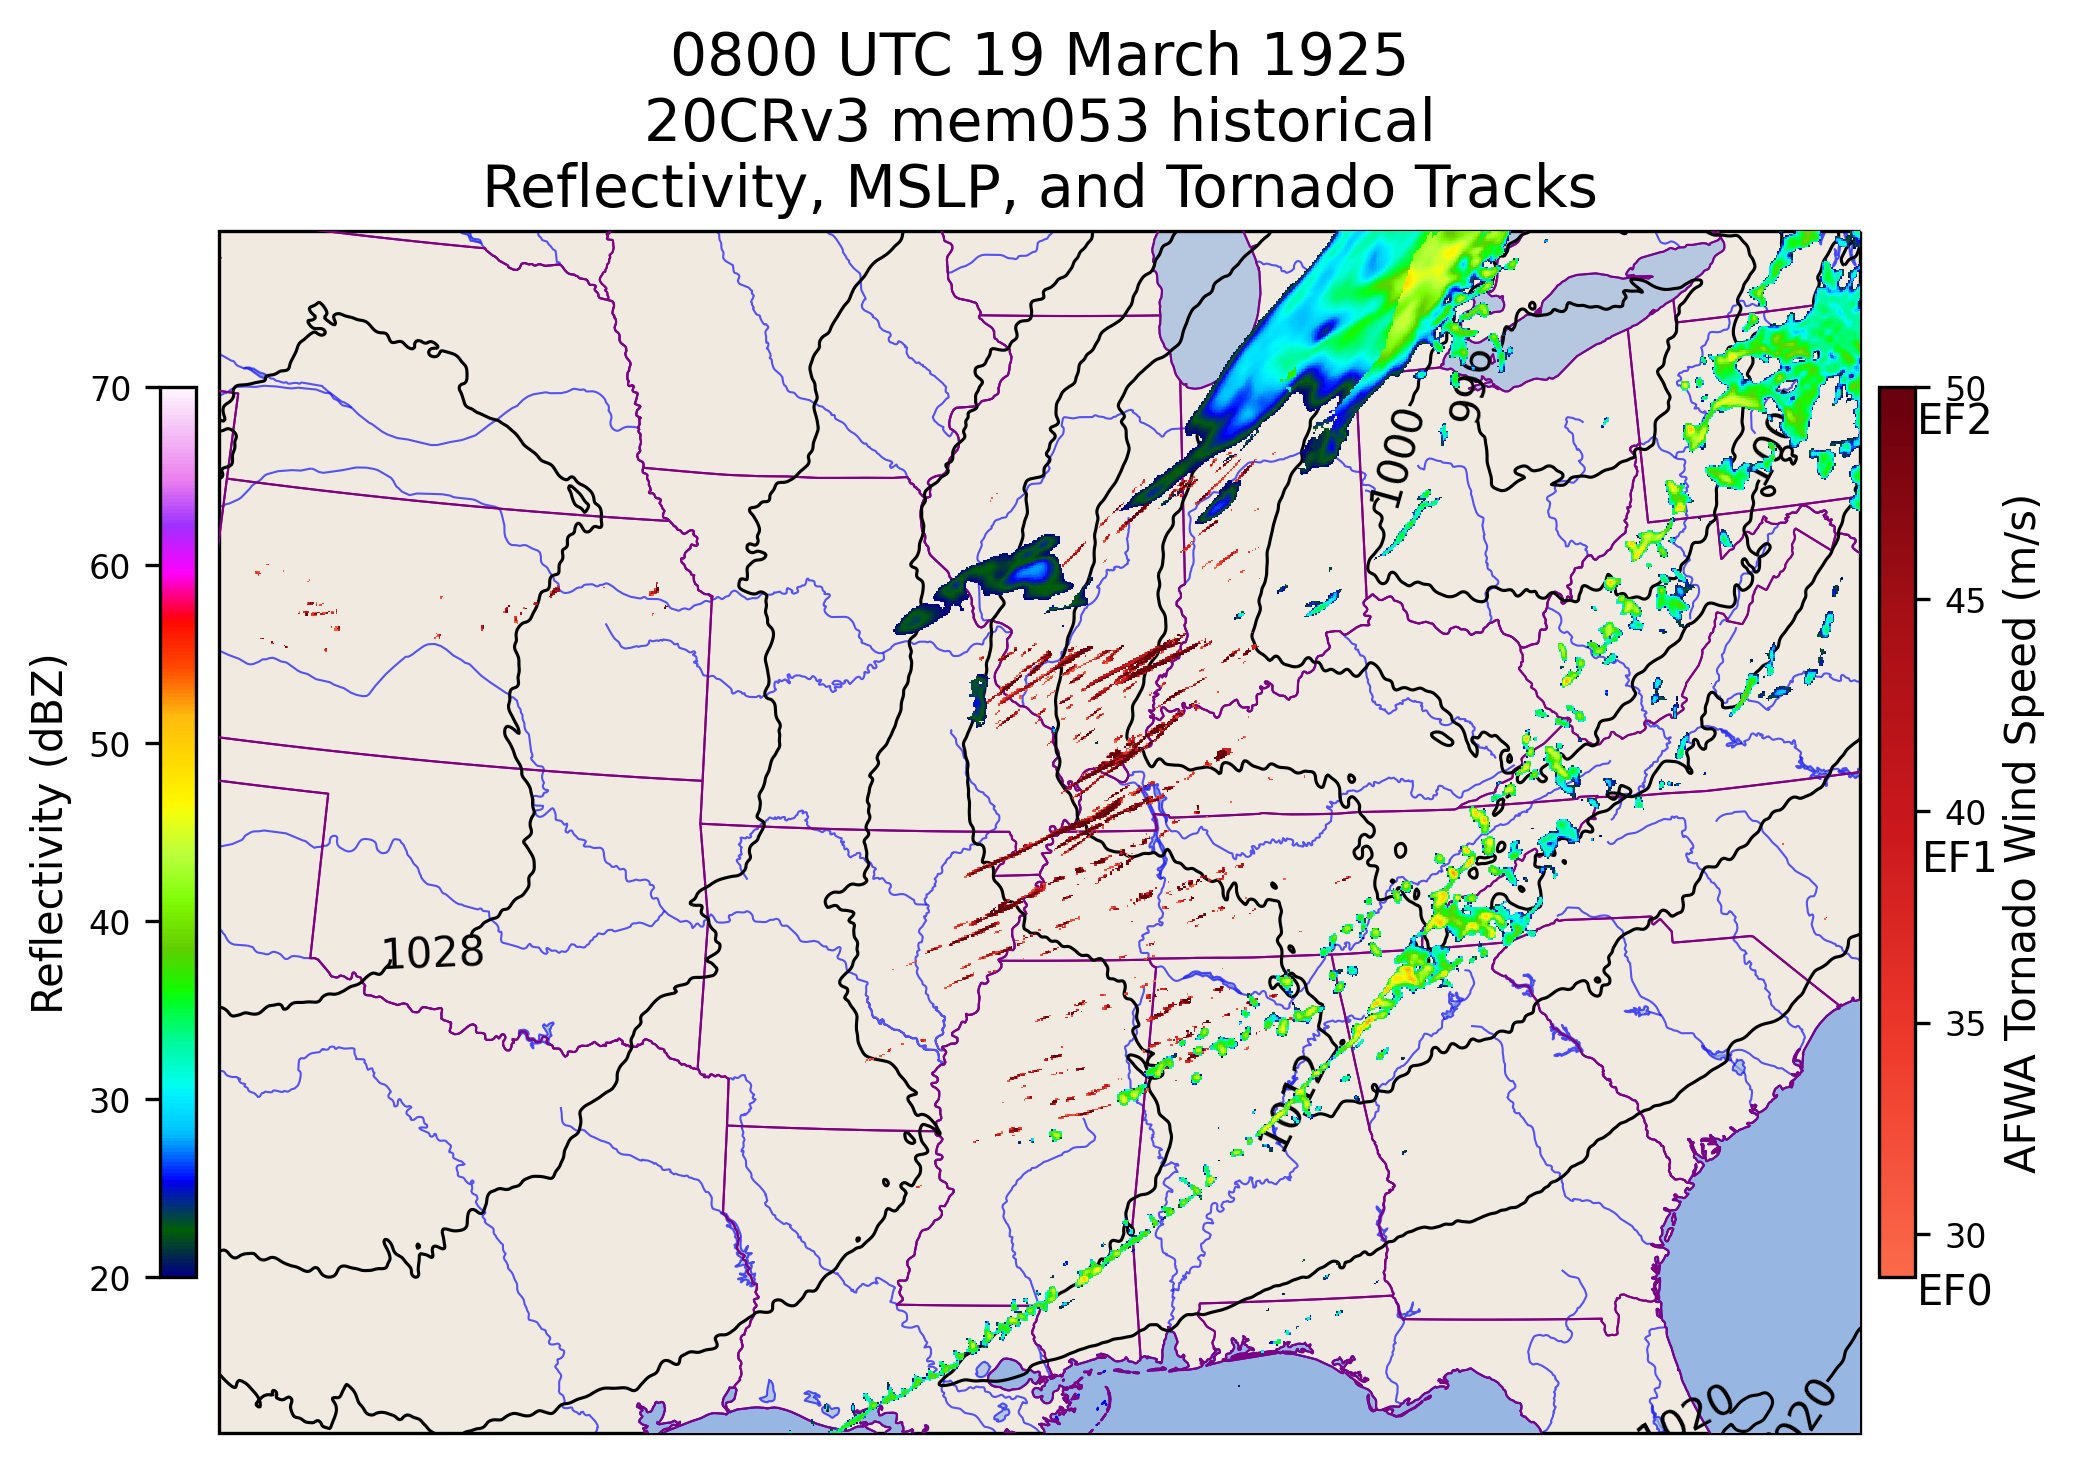 0800 UTC 19 March 1925
20CRv3 mem053 historical
Reflectivity, MSLP, and Tornado Tracks
70
60
50
40
30
20
Reflectivity (dBZ)
1028
1000
996
1012
1020
50
EF2
45
40
EF1
35
30
EF0
AFWA Tornado Wind Speed (m/s)